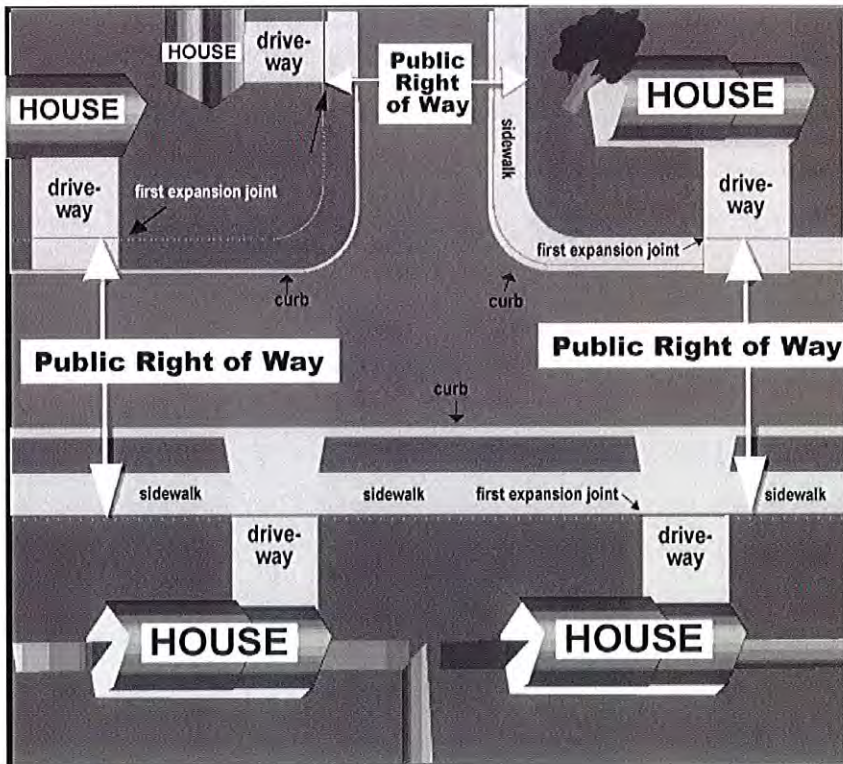 HOUSE
drive-
way
Public
Right
of Way
HOUSE
HOUSE
sidewalk
drive-
way
first expansion joint
drive-
way
first expansion joint
curb
curb
Public Right of Way
Public Right of Way
curb
sidewalk
sidewalk
first expansion joint
sidewalk
drive-
way
drive-
way
HOUSE
HOUSE